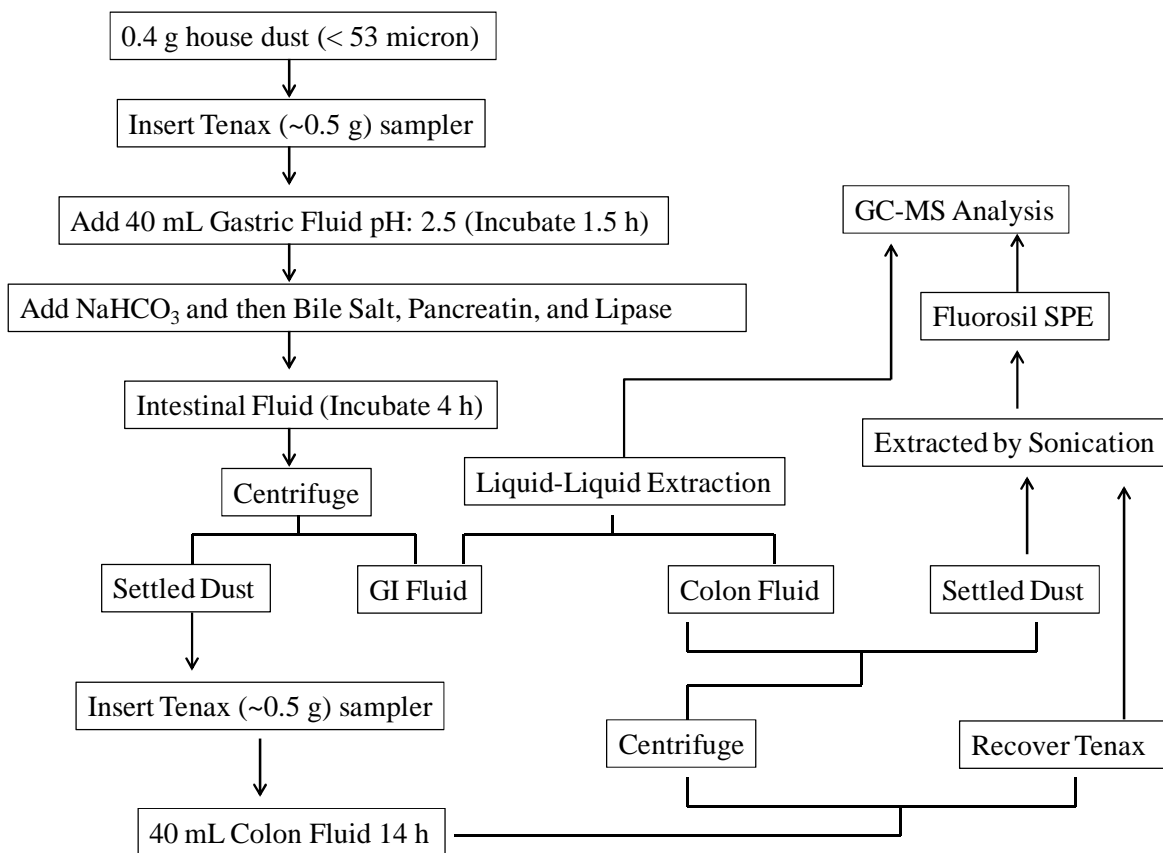 0.4 g house dust (< 53 micron)
Insert Tenax (~0.5 g) sampler
Add 40 mL Gastric Fluid pH: 2.5 (Incubate 1.5 h)
GC-MS Analysis
Add NaHCO₃ and then Bile Salt, Pancreatin, and Lipase
Fluorosil SPE
Intestinal Fluid (Incubate 4 h)
Extracted by Sonication
Centrifuge
Liquid-Liquid Extraction
Settled Dust
GI Fluid
Colon Fluid
Settled Dust
Insert Tenax (~0.5 g) sampler
Centrifuge
Recover Tenax
40 mL Colon Fluid 14 h